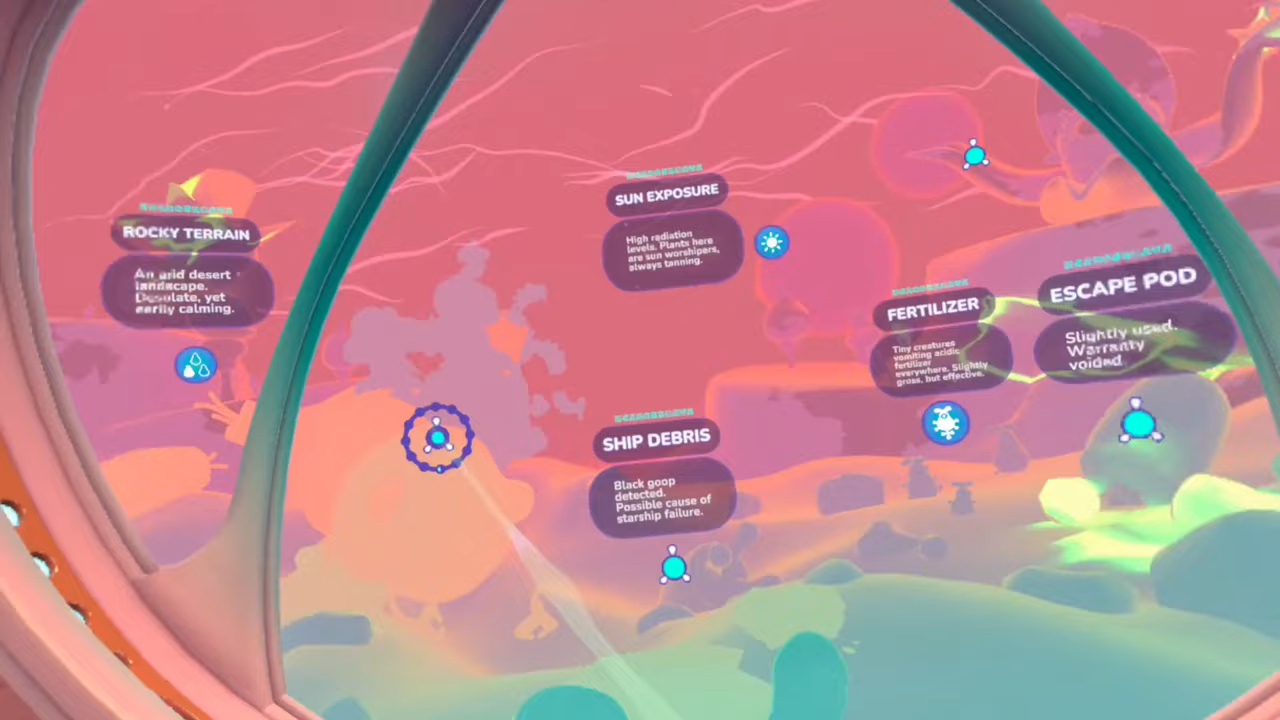 ROCKY TERRAIN
An arid desert
landscape.
Desolate, yet
eerily calming.
SUN EXPOSURE
High radiation
levels. Plants here
are sun worshipers,
always tanning.
SHIP DEBRIS
Black goop
detected.
Possible cause of
starship failure.
FERTILIZER
Tiny creatures
vomiting acidic
fertilizer
everywhere. Slightly
gross, but effective.
ESCAPE POD
Slightly used.
Warranty
voided.